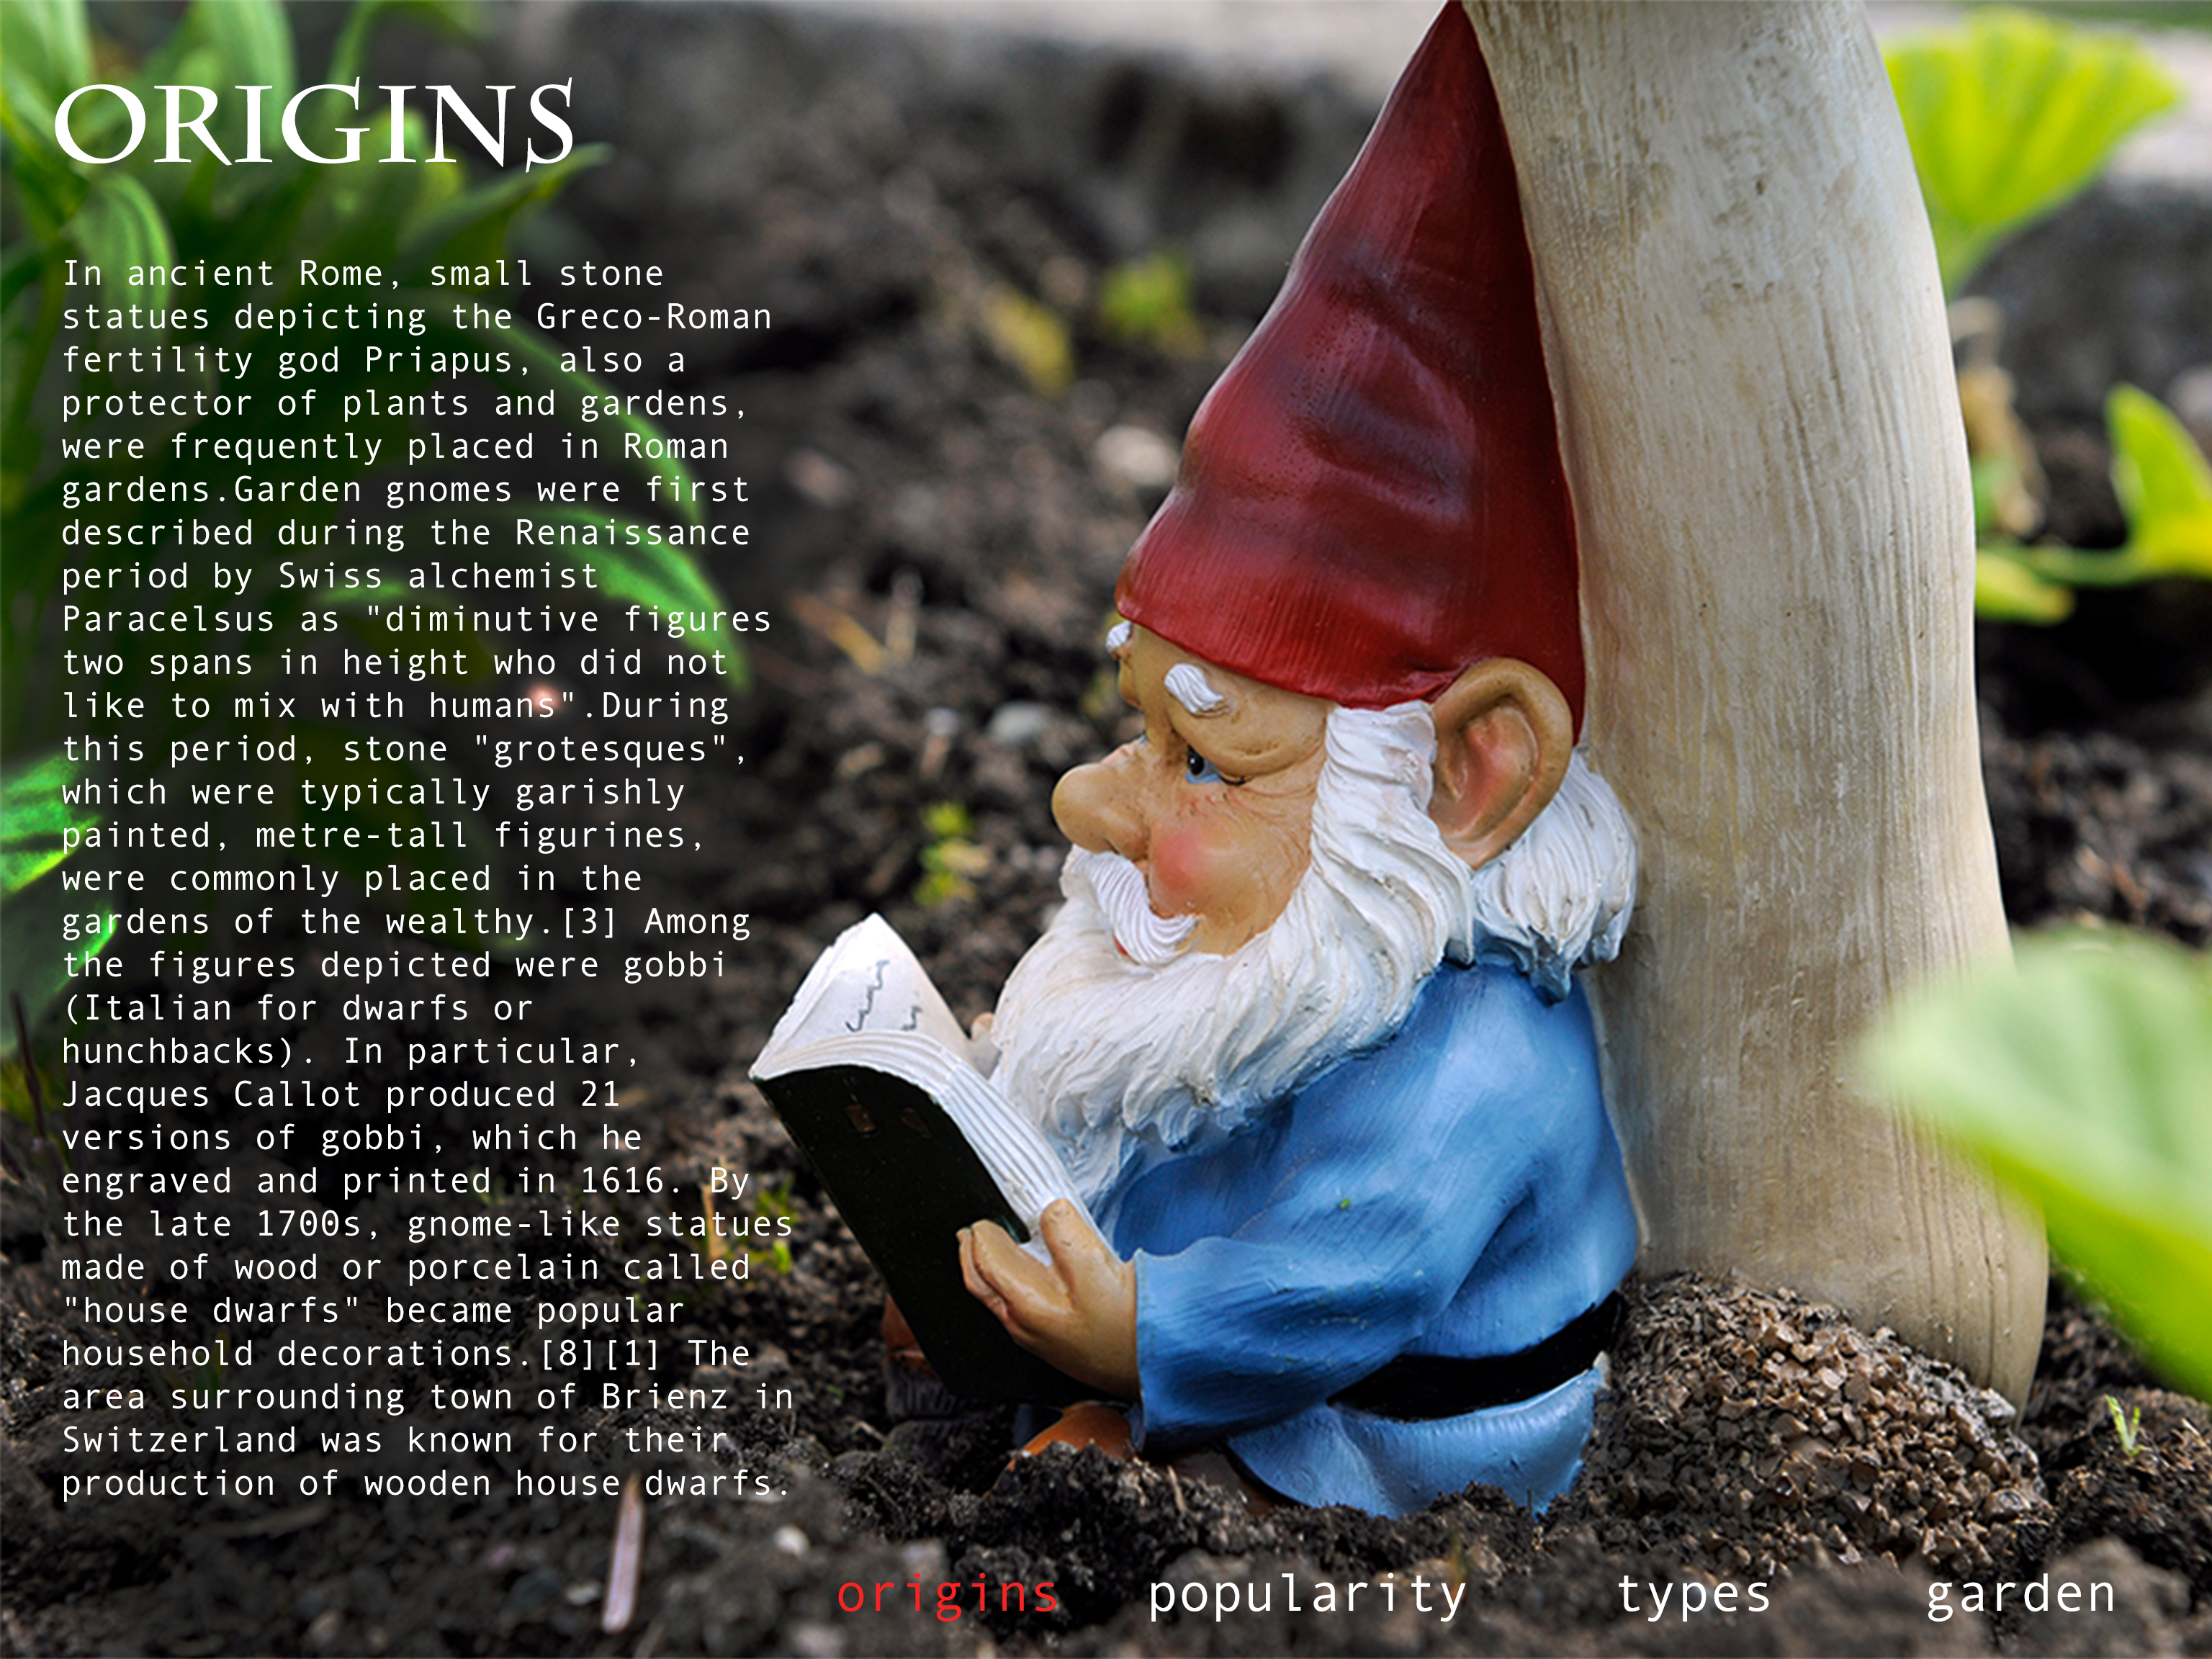 ORIGINS
In ancient Rome, small stone
statues depicting the Greco-Roman
fertility god Priapus, also a
protector of plants and gardens,
were frequently placed in Roman
gardens.Garden gnomes were first
described during the Renaissance
period by Swiss alchemist
Paracelsus as "diminutive figures
two spans in height who did not
like to mix with humans".During
this period, stone "grotesques",
which were typically garishly
painted, metre-tall figurines,
were commonly placed in the
gardens of the wealthy.[3] Among
the figures depicted were gobbi
(Italian for dwarfs or
hunchbacks). In particular,
Jacques Callot produced 21
versions of gobbi, which he
engraved and printed in 1616. By
the late 1700s, gnome-like statues
made of wood or porcelain called
"house dwarfs" became popular
household decorations.[8][1] The
area surrounding town of Brienz in
Switzerland was known for their
production of wooden house dwarfs.
origins popularity types garden